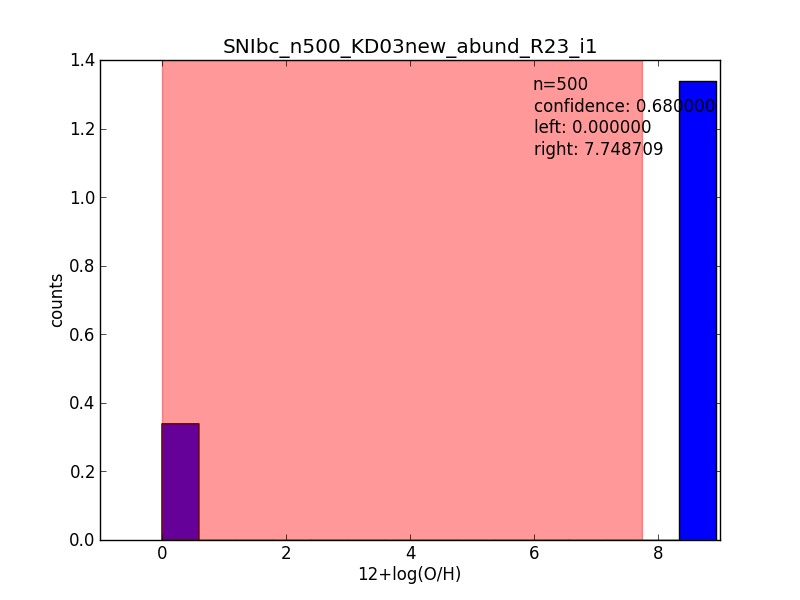 SNIbc_n500_KD03new_abund_R23_i1
1.4
1.2
1.0
0.8
0.6
0.4
0.2
0.0
counts
n=500
confidence: 0.680000
left: 0.000000
right: 7.748709
0 2 4 6 8
12+log(O/H)